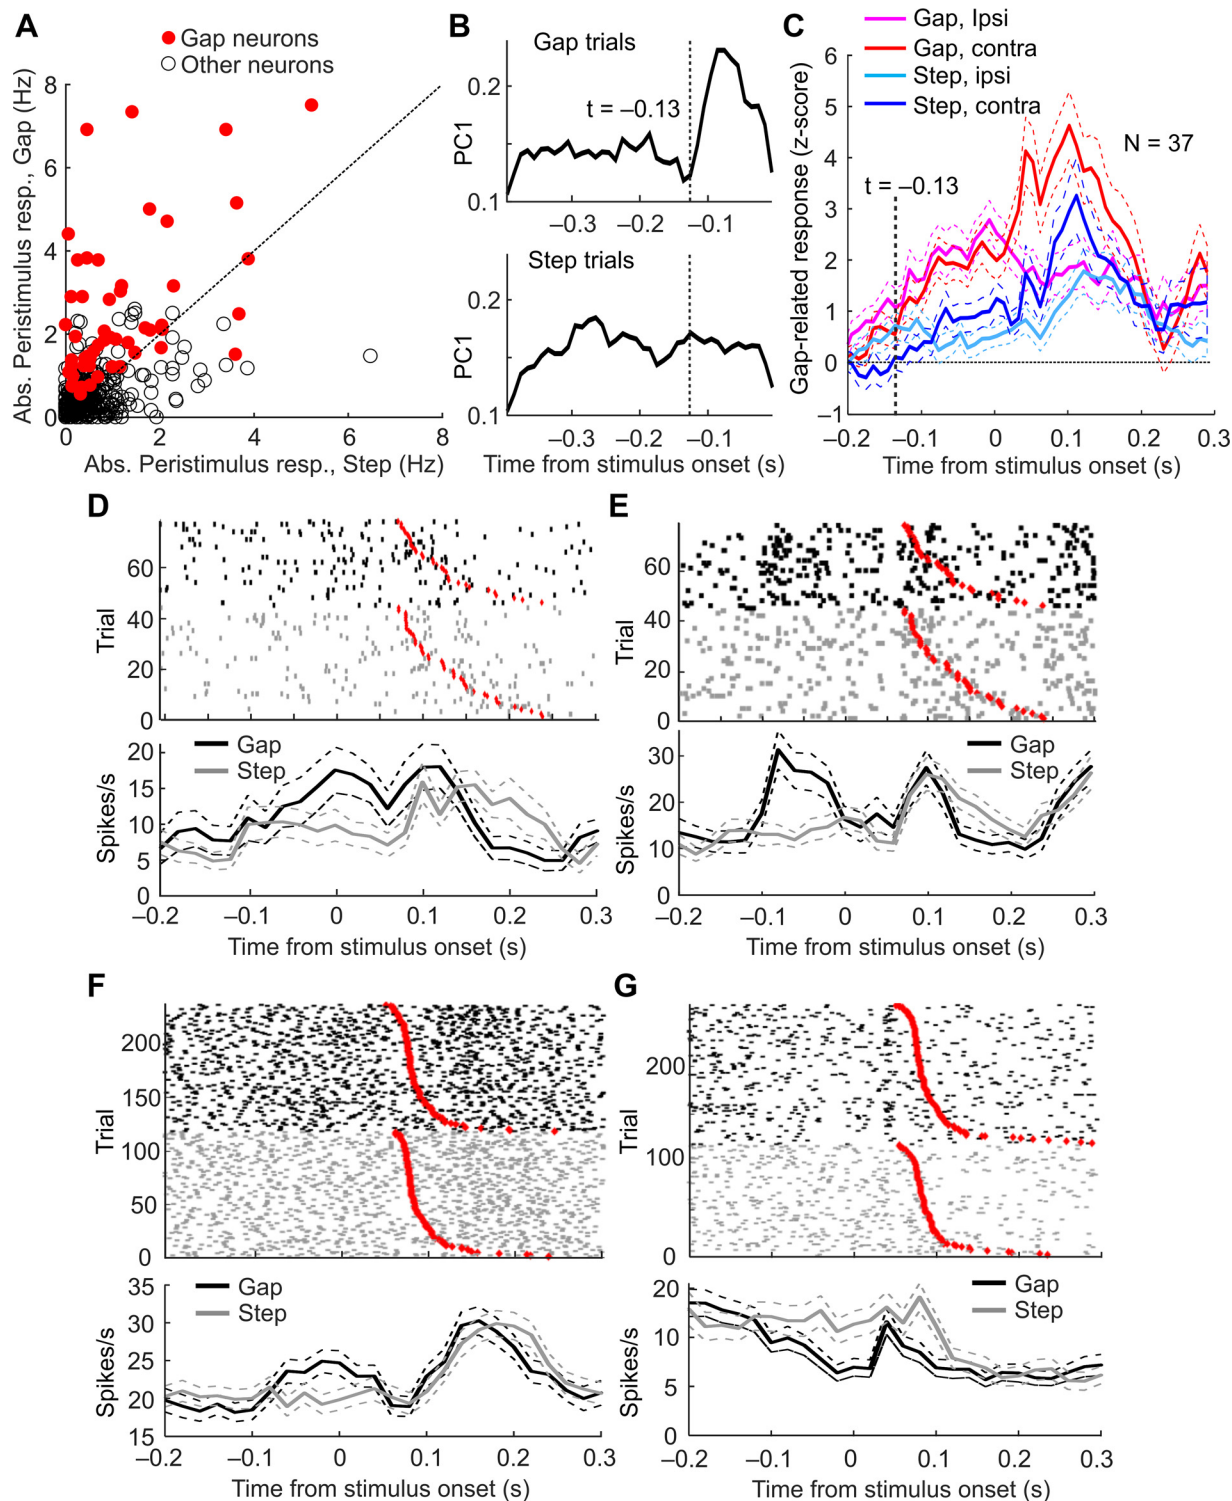 A
Gap neurons
Other neurons
Abs. Peristimulus resp., Gap (Hz)
8
6
4
2
0
0 2 4 6 8
Abs. Peristimulus resp., Step (Hz)
B
Gap trials
t = –0.13
PC1
0.2
0.1
–0.3 –0.2 –0.1
Step trials
PC1
0.2
0.1
–0.3 –0.2 –0.1
Time from stimulus onset (s)
C
Gap, Ipsi
Gap, contra
Step, ipsi
Step, contra
N = 37
t = –0.13
Gap-related response (z-score)
6
5
4
3
2
1
0
–1
–0.2 –0.1 0 0.1 0.2 0.3
Time from stimulus onset (s)
D
Trial
60
40
20
0
Gap
Step
Spikes/s
20
15
10
5
0
–0.2 –0.1 0 0.1 0.2 0.3
Time from stimulus onset (s)
E
Trial
60
40
20
0
Gap
Step
Spikes/s
30
20
10
0
–0.2 –0.1 0 0.1 0.2 0.3
Time from stimulus onset (s)
F
Trial
200
150
100
50
0
Gap
Step
Spikes/s
35
30
25
20
15
–0.2 –0.1 0 0.1 0.2 0.3
Time from stimulus onset (s)
G
Trial
200
100
0
Gap
Step
Spikes/s
20
10
5
0
–0.2 –0.1 0 0.1 0.2 0.3
Time from stimulus onset (s)